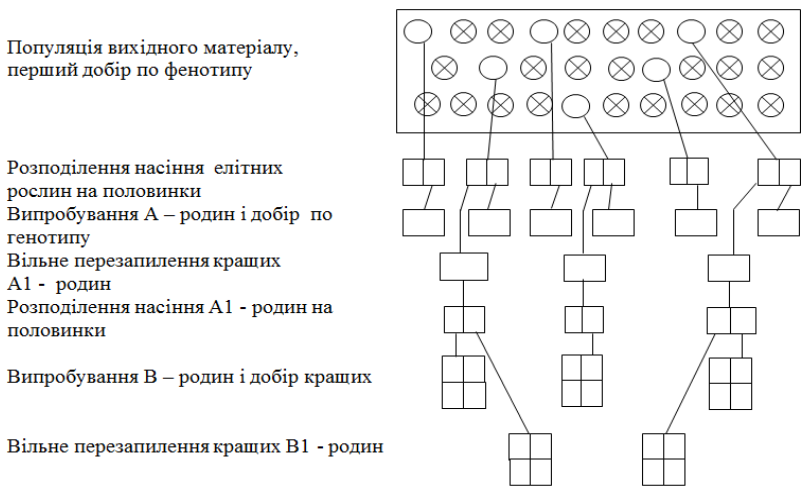 Популяція вихідного матеріалу,
перший добір по фенотипу
Розподілення насіння елітних
рослин на половинки
Випробування А – родин і добір по
генотипу
Вільне перезапилення кращих
А1 - родин
Розподілення насіння А1 - родин на
половинки
Випробування В – родин і добір кращих
Вільне перезапилення кращих В1 - родин